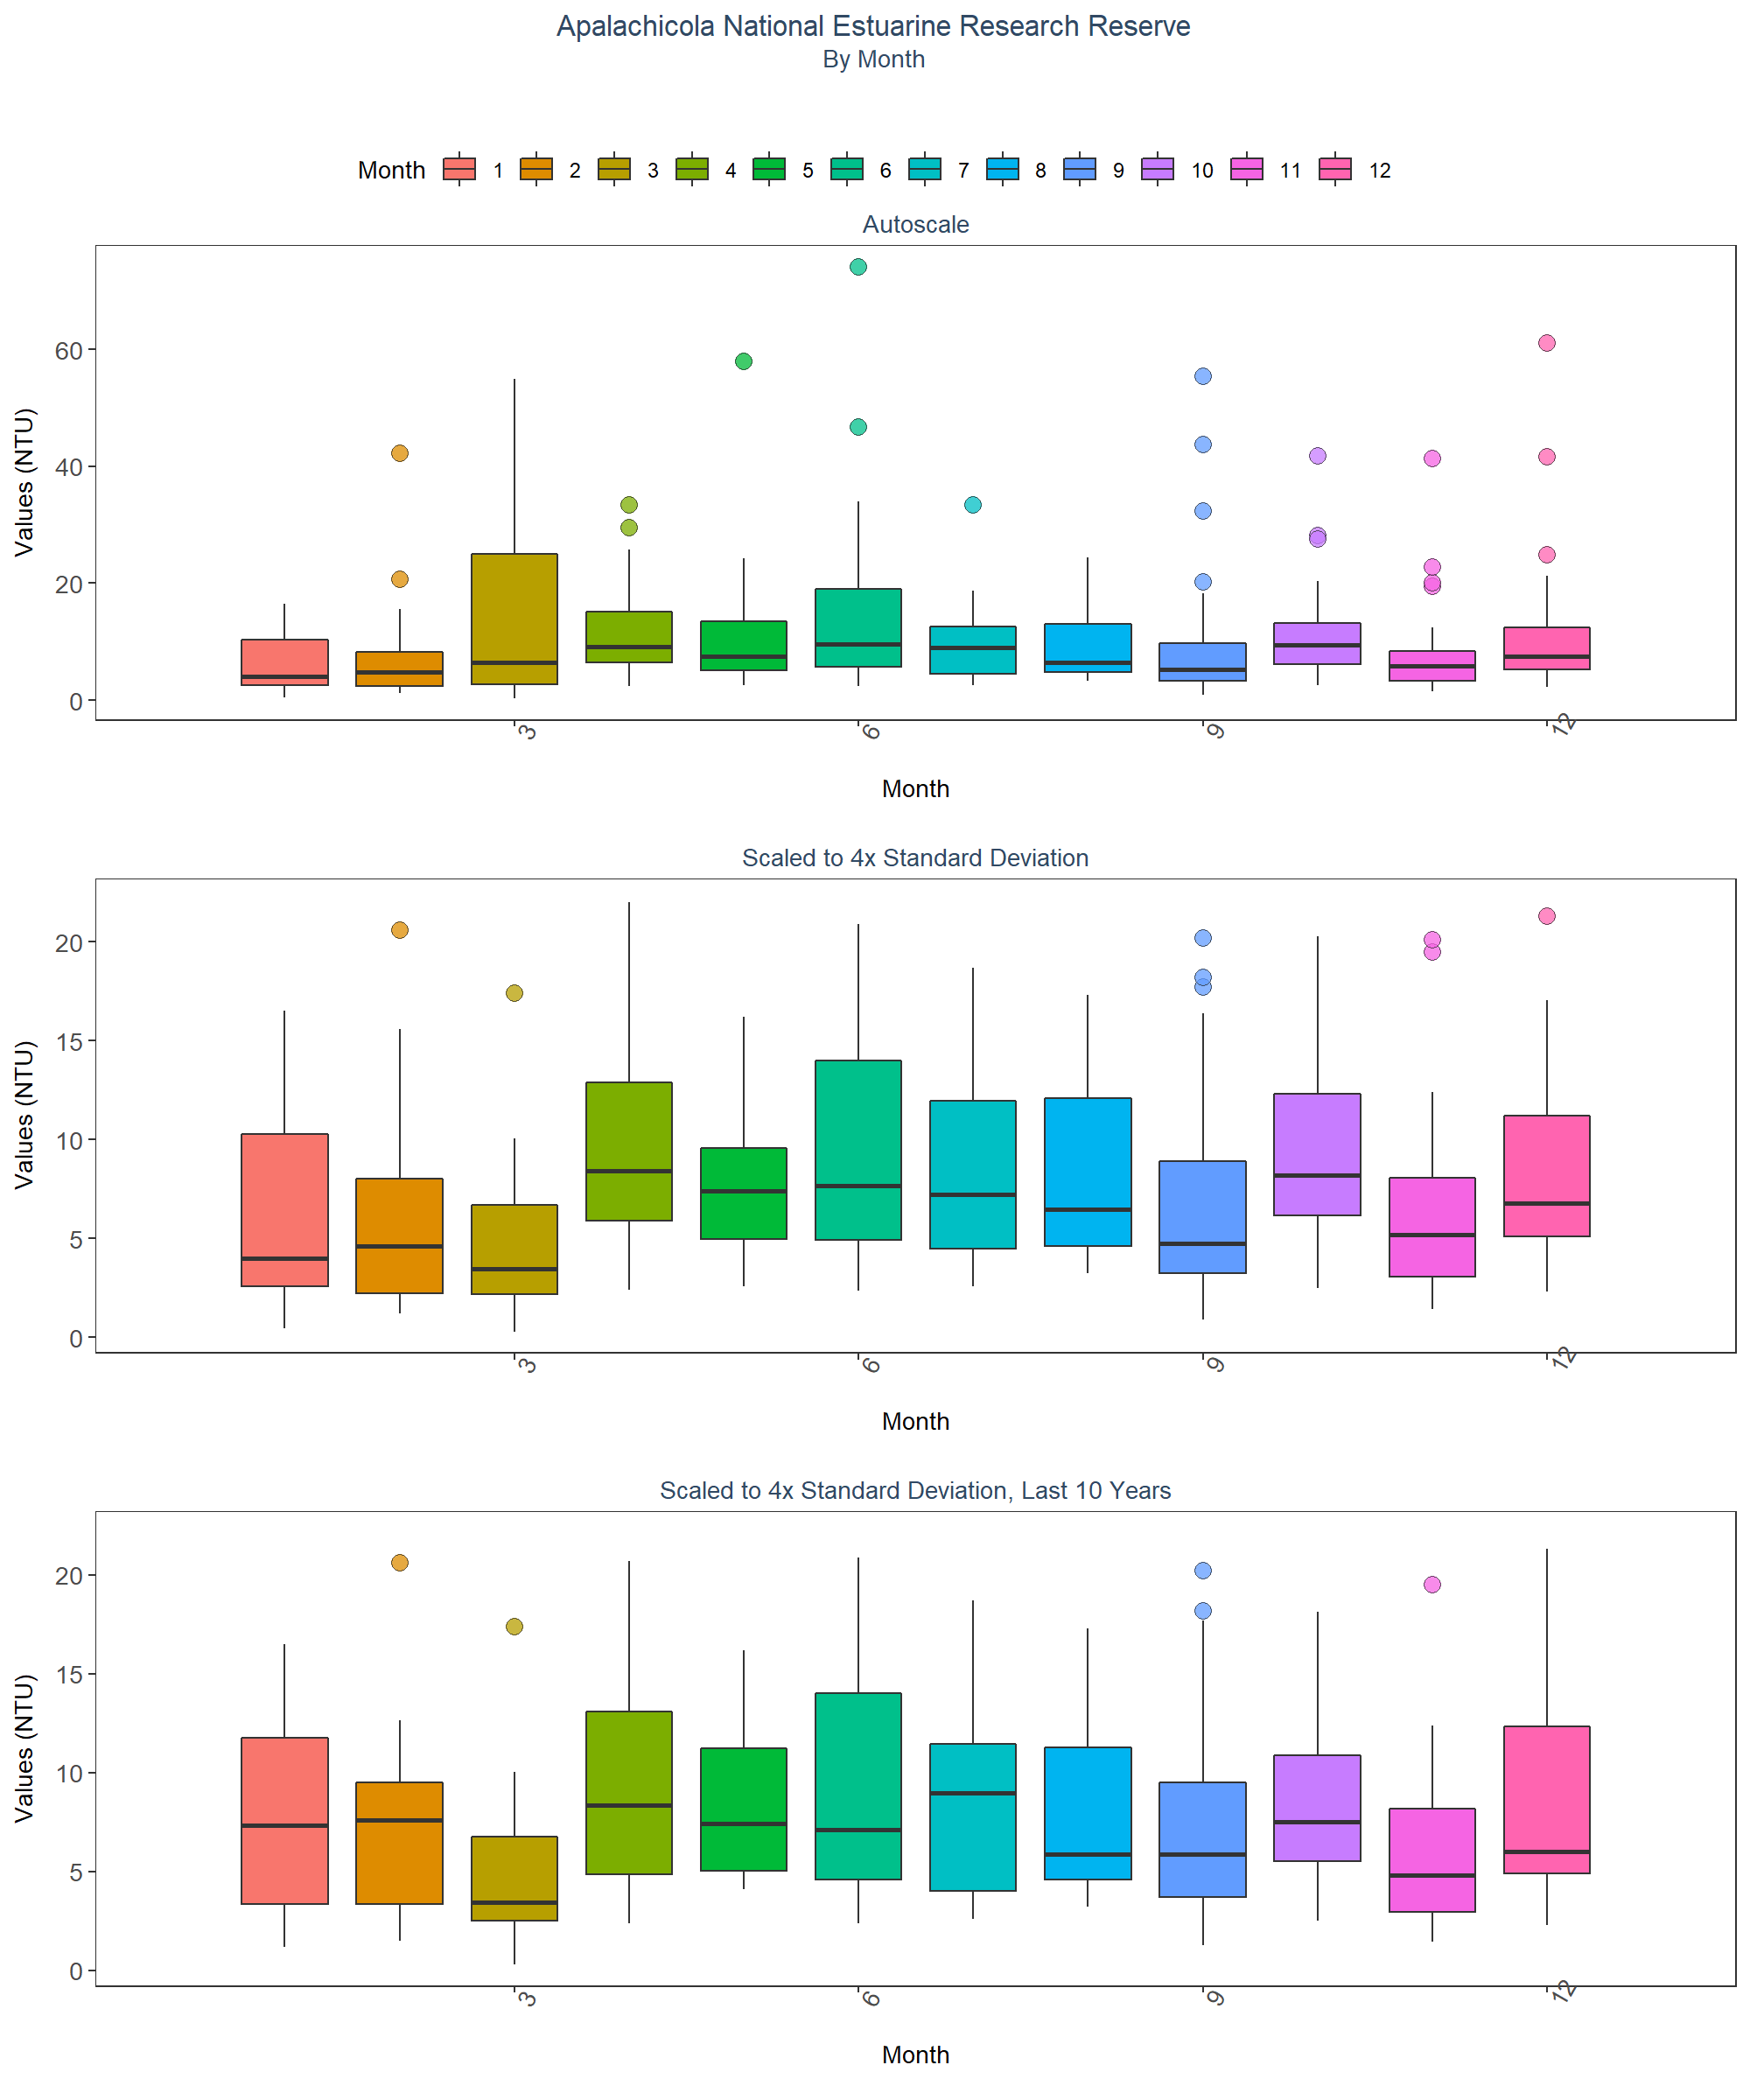 Apalachicola National Estuarine Research Reserve
By Month
Month 1 2 3 4 5 6 7 8 9 10 11 12
Autoscale
Values (NTU)
60
40
20
0
3 6 9 12
Month
Scaled to 4x Standard Deviation
Values (NTU)
20
15
10
5
0
3 6 9 12
Month
Scaled to 4x Standard Deviation, Last 10 Years
Values (NTU)
20
15
10
5
0
3 6 9 12
Month